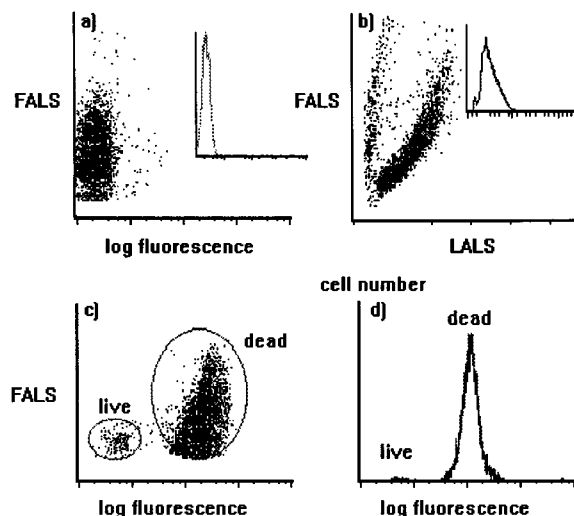 a)
FALS
log fluorescence
b)
FALS
LALS
c)
dead
FALS
live
log fluorescence
cell number
d)
dead
live
log fluorescence